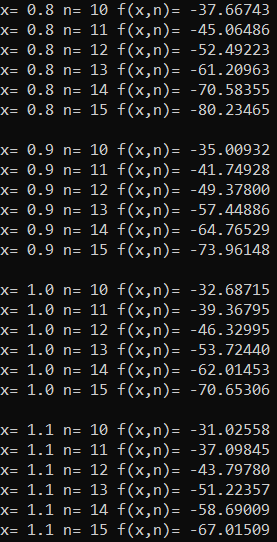 x= 0.8 n= 10 f(x,n)= -37.66743
x= 0.8 n= 11 f(x,n)= -45.06486
x= 0.8 n= 12 f(x,n)= -52.49223
x= 0.8 n= 13 f(x,n)= -61.20963
x= 0.8 n= 14 f(x,n)= -70.58355
x= 0.8 n= 15 f(x,n)= -80.23465
x= 0.9 n= 10 f(x,n)= -35.00932
x= 0.9 n= 11 f(x,n)= -41.74928
x= 0.9 n= 12 f(x,n)= -49.37800
x= 0.9 n= 13 f(x,n)= -57.44886
x= 0.9 n= 14 f(x,n)= -64.76529
x= 0.9 n= 15 f(x,n)= -73.96148
x= 1.0 n= 10 f(x,n)= -32.68715
x= 1.0 n= 11 f(x,n)= -39.36795
x= 1.0 n= 12 f(x,n)= -46.32995
x= 1.0 n= 13 f(x,n)= -53.72440
x= 1.0 n= 14 f(x,n)= -62.01453
x= 1.0 n= 15 f(x,n)= -70.65306
x= 1.1 n= 10 f(x,n)= -31.02558
x= 1.1 n= 11 f(x,n)= -37.09845
x= 1.1 n= 12 f(x,n)= -43.79780
x= 1.1 n= 13 f(x,n)= -51.22357
x= 1.1 n= 14 f(x,n)= -58.69009
x= 1.1 n= 15 f(x,n)= -67.01509